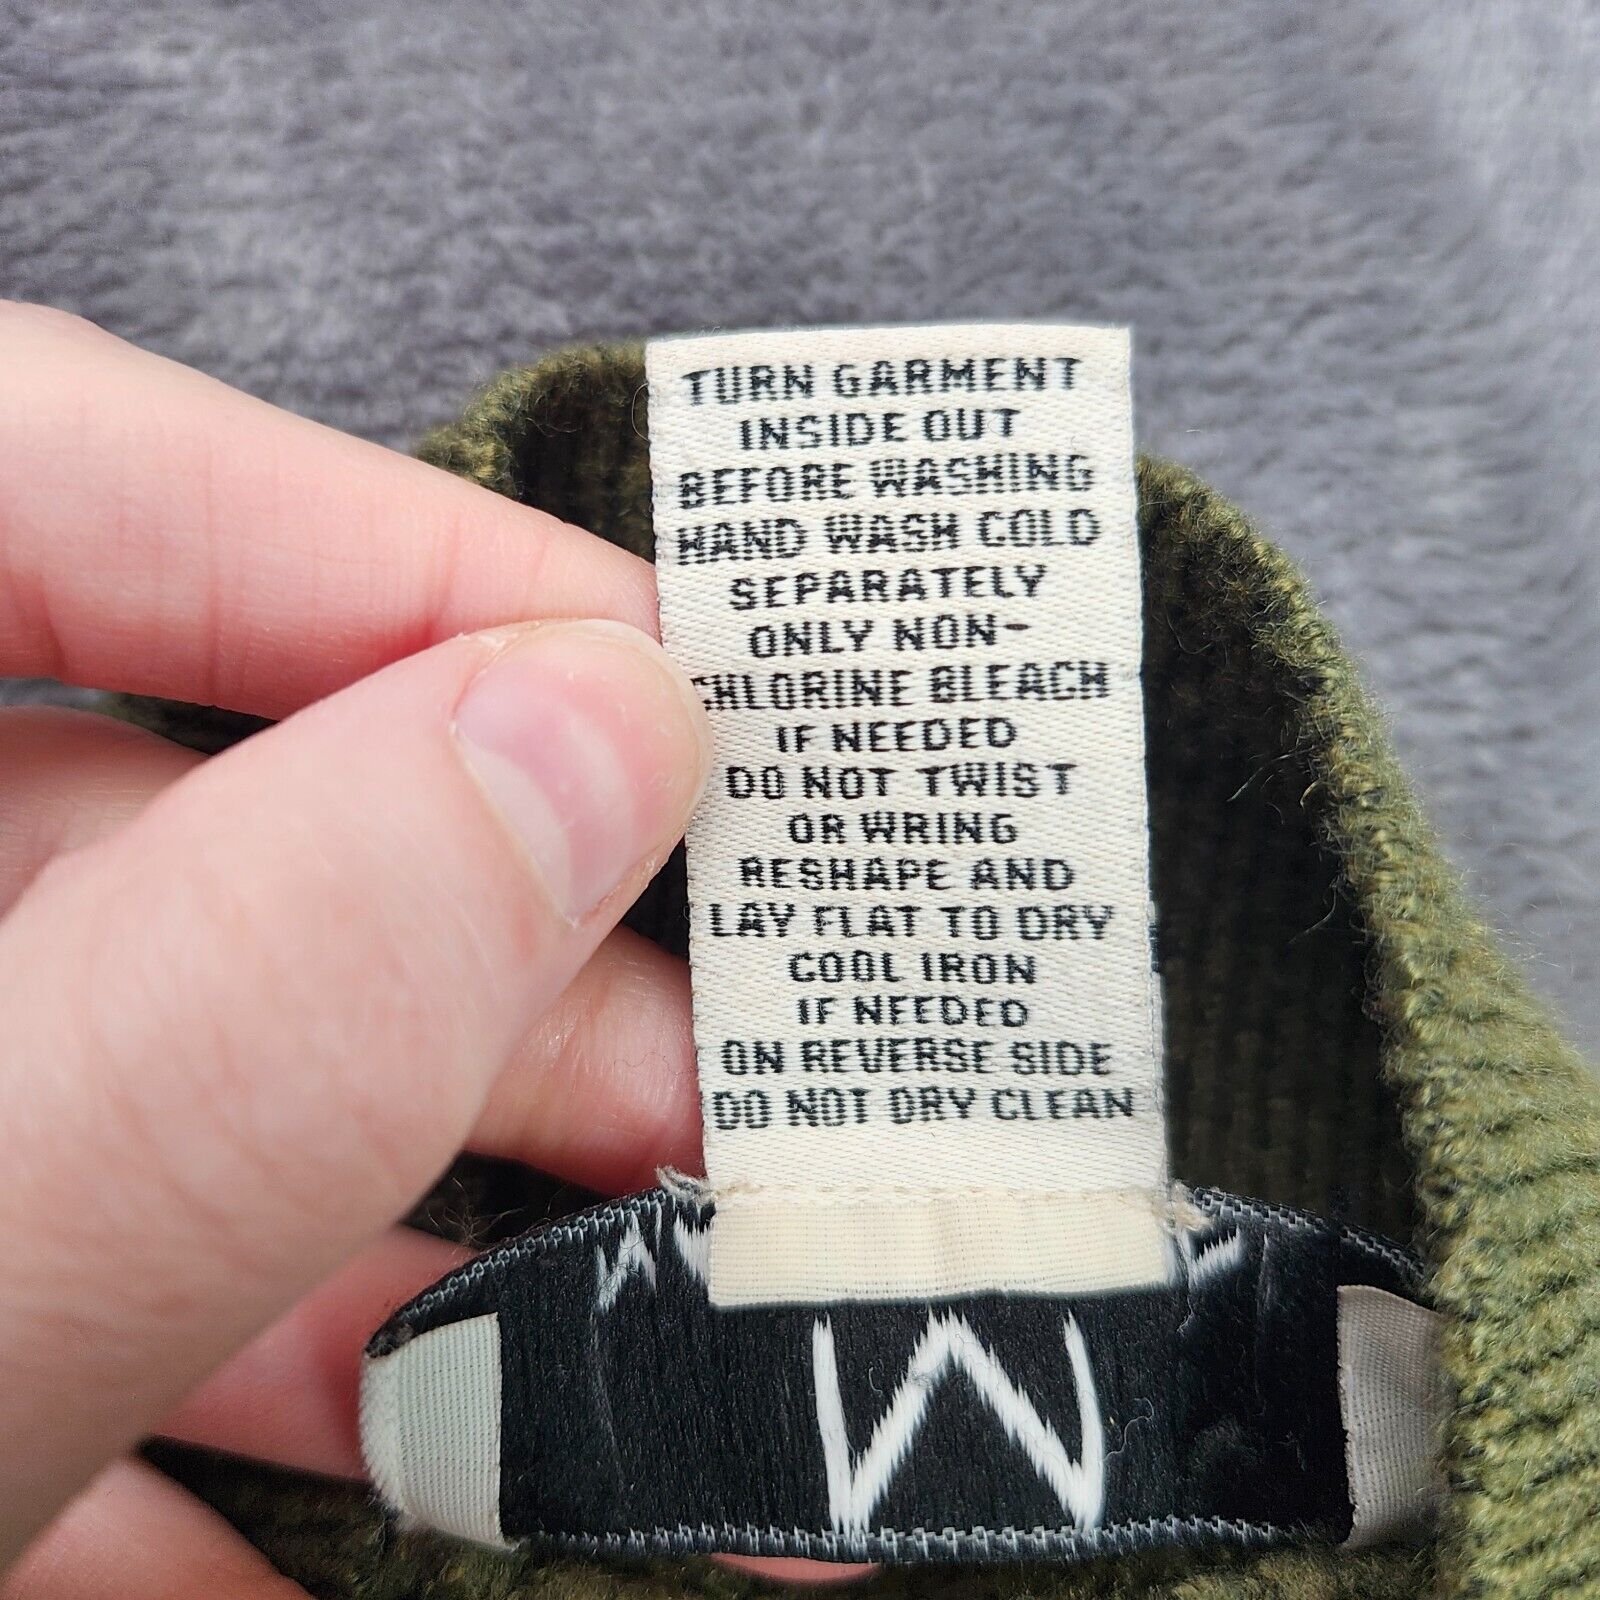 TURN GARMENT
INSIDE OUT
BEFORE WASHING
HAND WASH COLD
SEPARATELY
ONLY NON-
CHLORINE BLEACH
IF NEEDED
DO NOT TWIST
OR WRING
RESHAPE AND
LAY FLAT TO DRY
COOL IRON
IF NEEDED
ON REVERSE SIDE
DO NOT DRY CLEAN
M